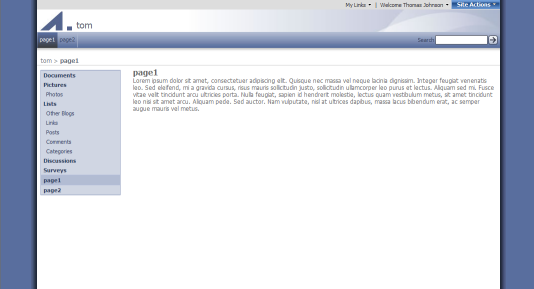 My Links | Welcome Thomas Johnson Site Actions
A. tom
page1 page2
Search
tom > page1
Documents
Pictures
Photos
Lists
Other Blogs
Links
Posts
Comments
Categories
Discussions
Surveys
page1
page2
page1
Lorem ipsum dolor sit amet, consectetuer adipiscing elit. Quisque nec massa vel neque lacinia dignissim. Integer feugiat venenatis
leo. Sed eleifend, mi a gravida cursus, risus mauris sollicitudin justo, sollicitudin ullamcorper leo purus et lectus. Aliquam sed mi. Fusce
vitae velit tincidunt arcu ultricies porta. Nulla feugiat, sapien id hendrerit molestie, lectus quam vestibulum metus, sit amet tincidunt
leo nisi sit amet arcu. Aliquam pede. Sed auctor. Nam vulputate, nisl at ultrices dapibus, massa lacus bibendum erat, ac semper
augue mauris vel metus.